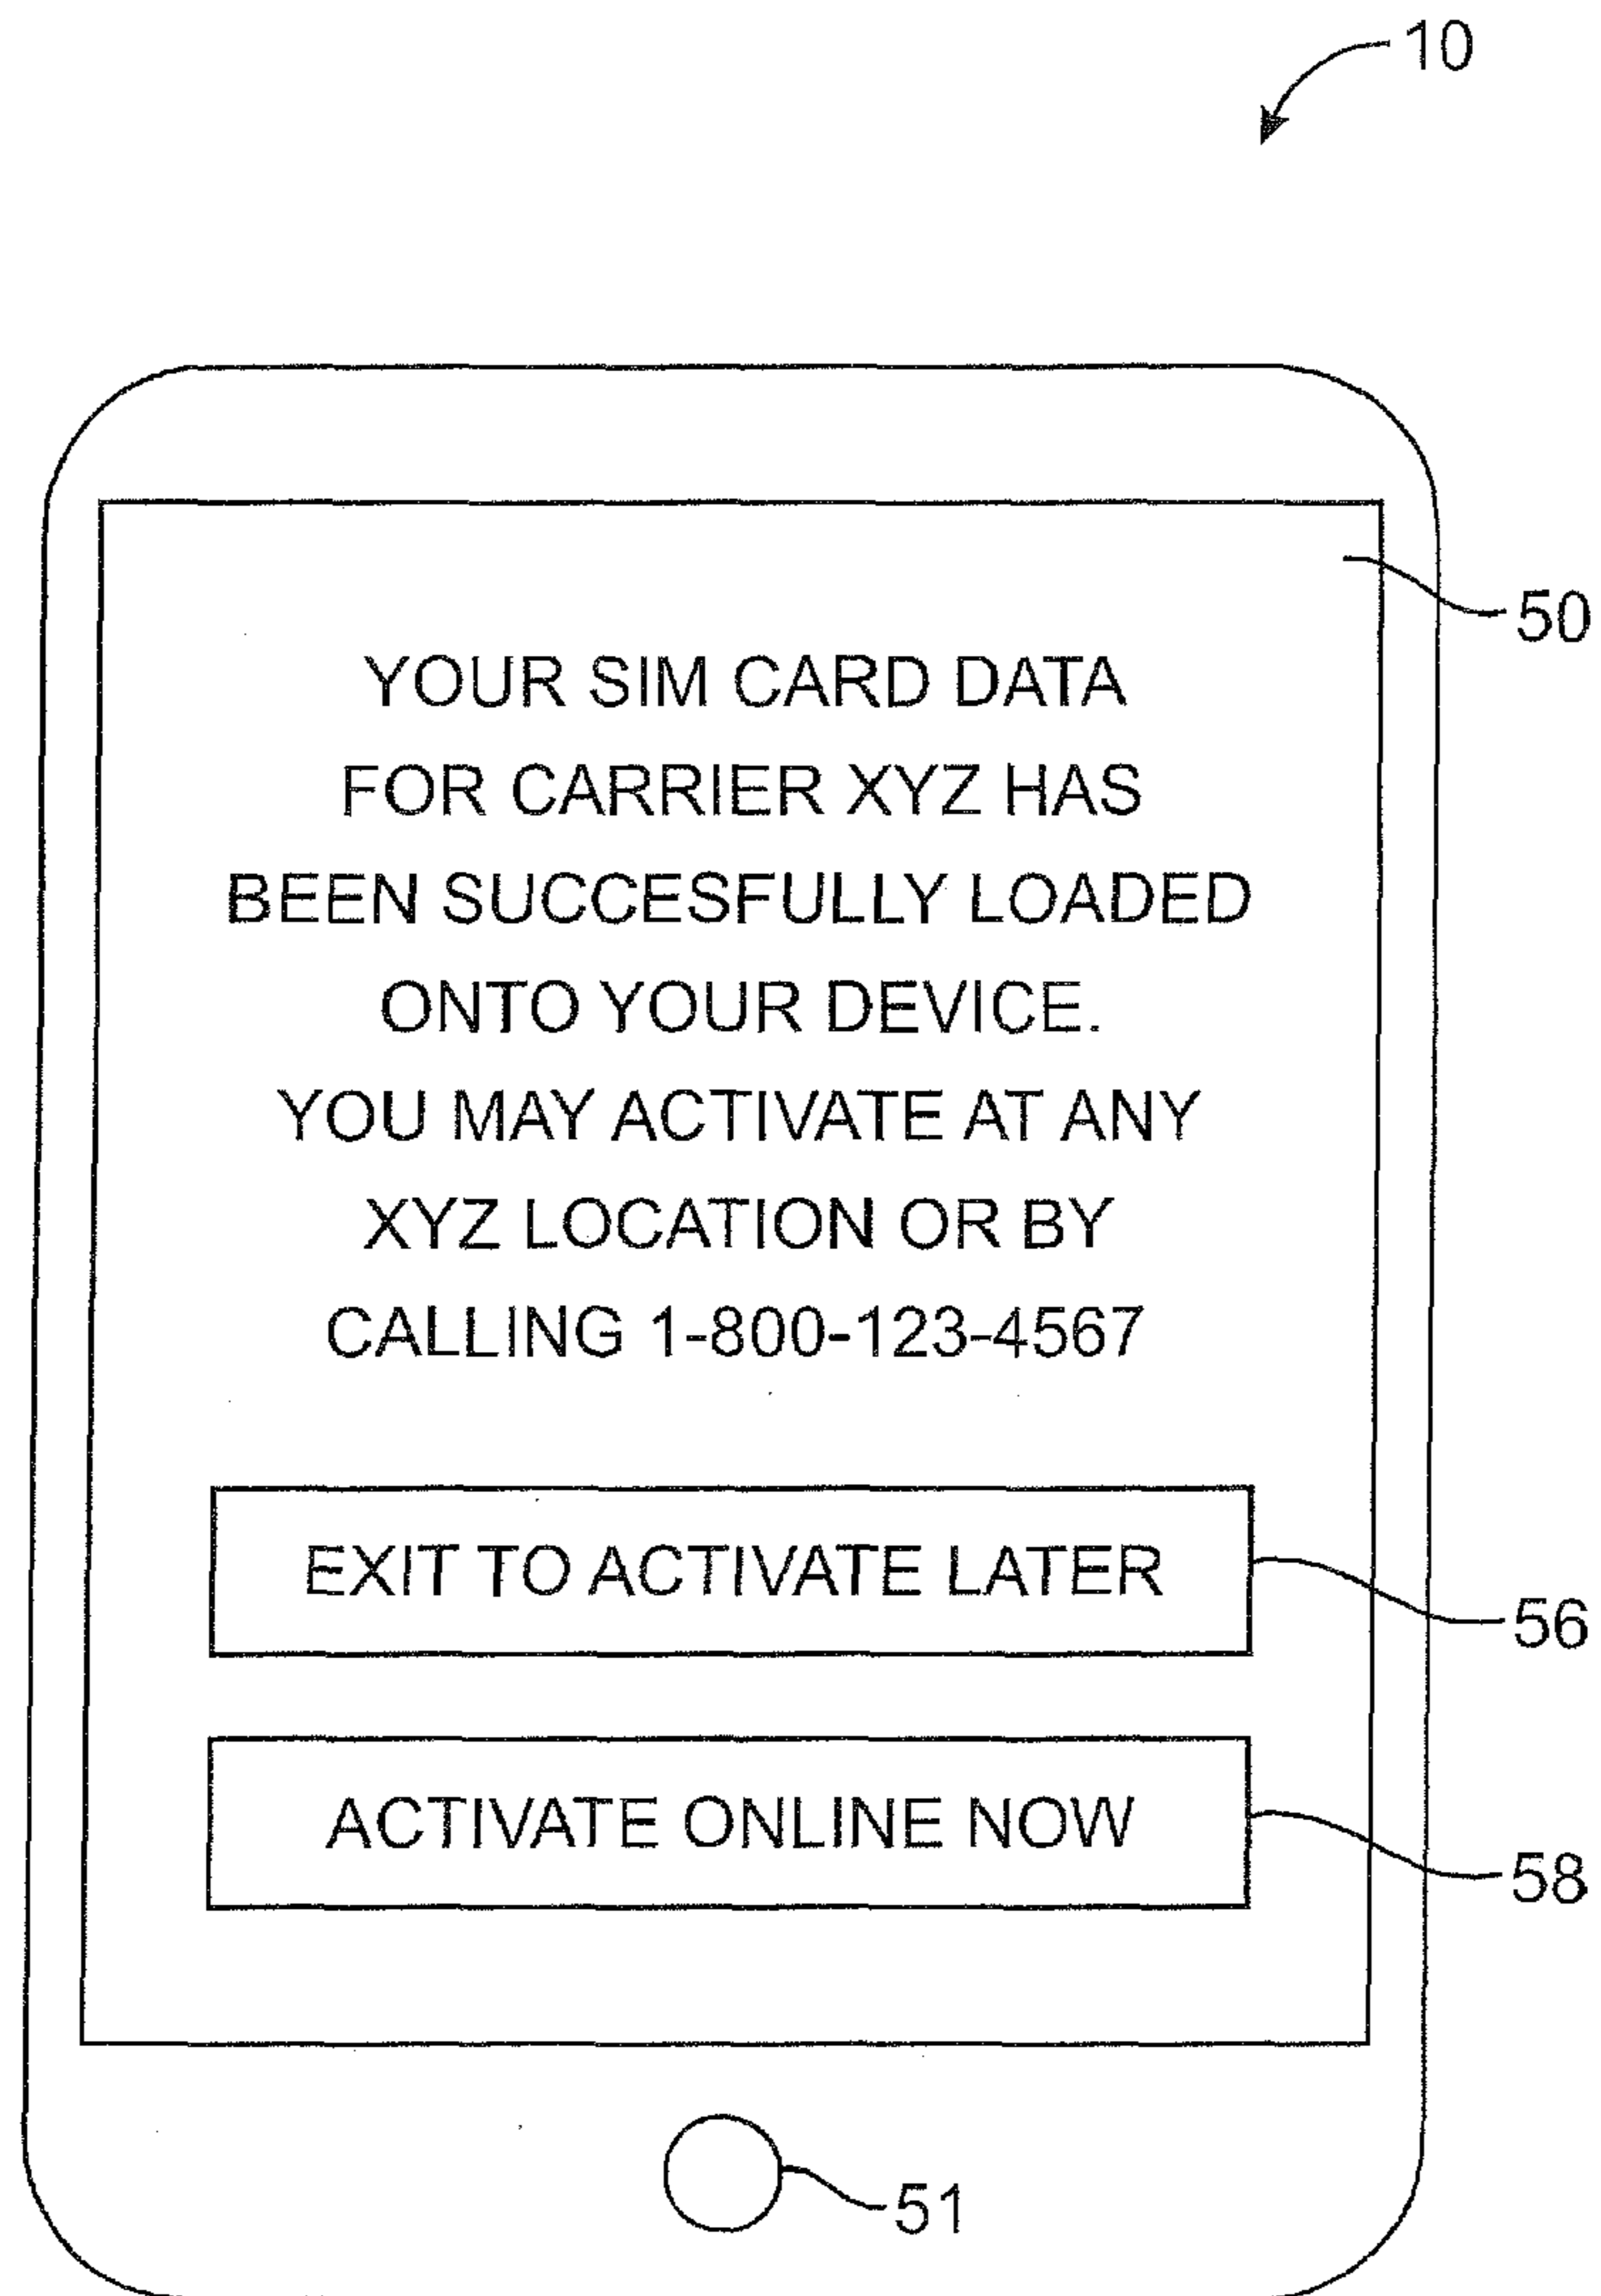 10
50
YOUR SIM CARD DATA
FOR CARRIER XYZ HAS
BEEN SUCCESFULLY LOADED
ONTO YOUR DEVICE.
YOU MAY ACTIVATE AT ANY
XYZ LOCATION OR BY
CALLING 1-800-123-4567
EXIT TO ACTIVATE LATER
56
ACTIVATE ONLINE NOW
58
51